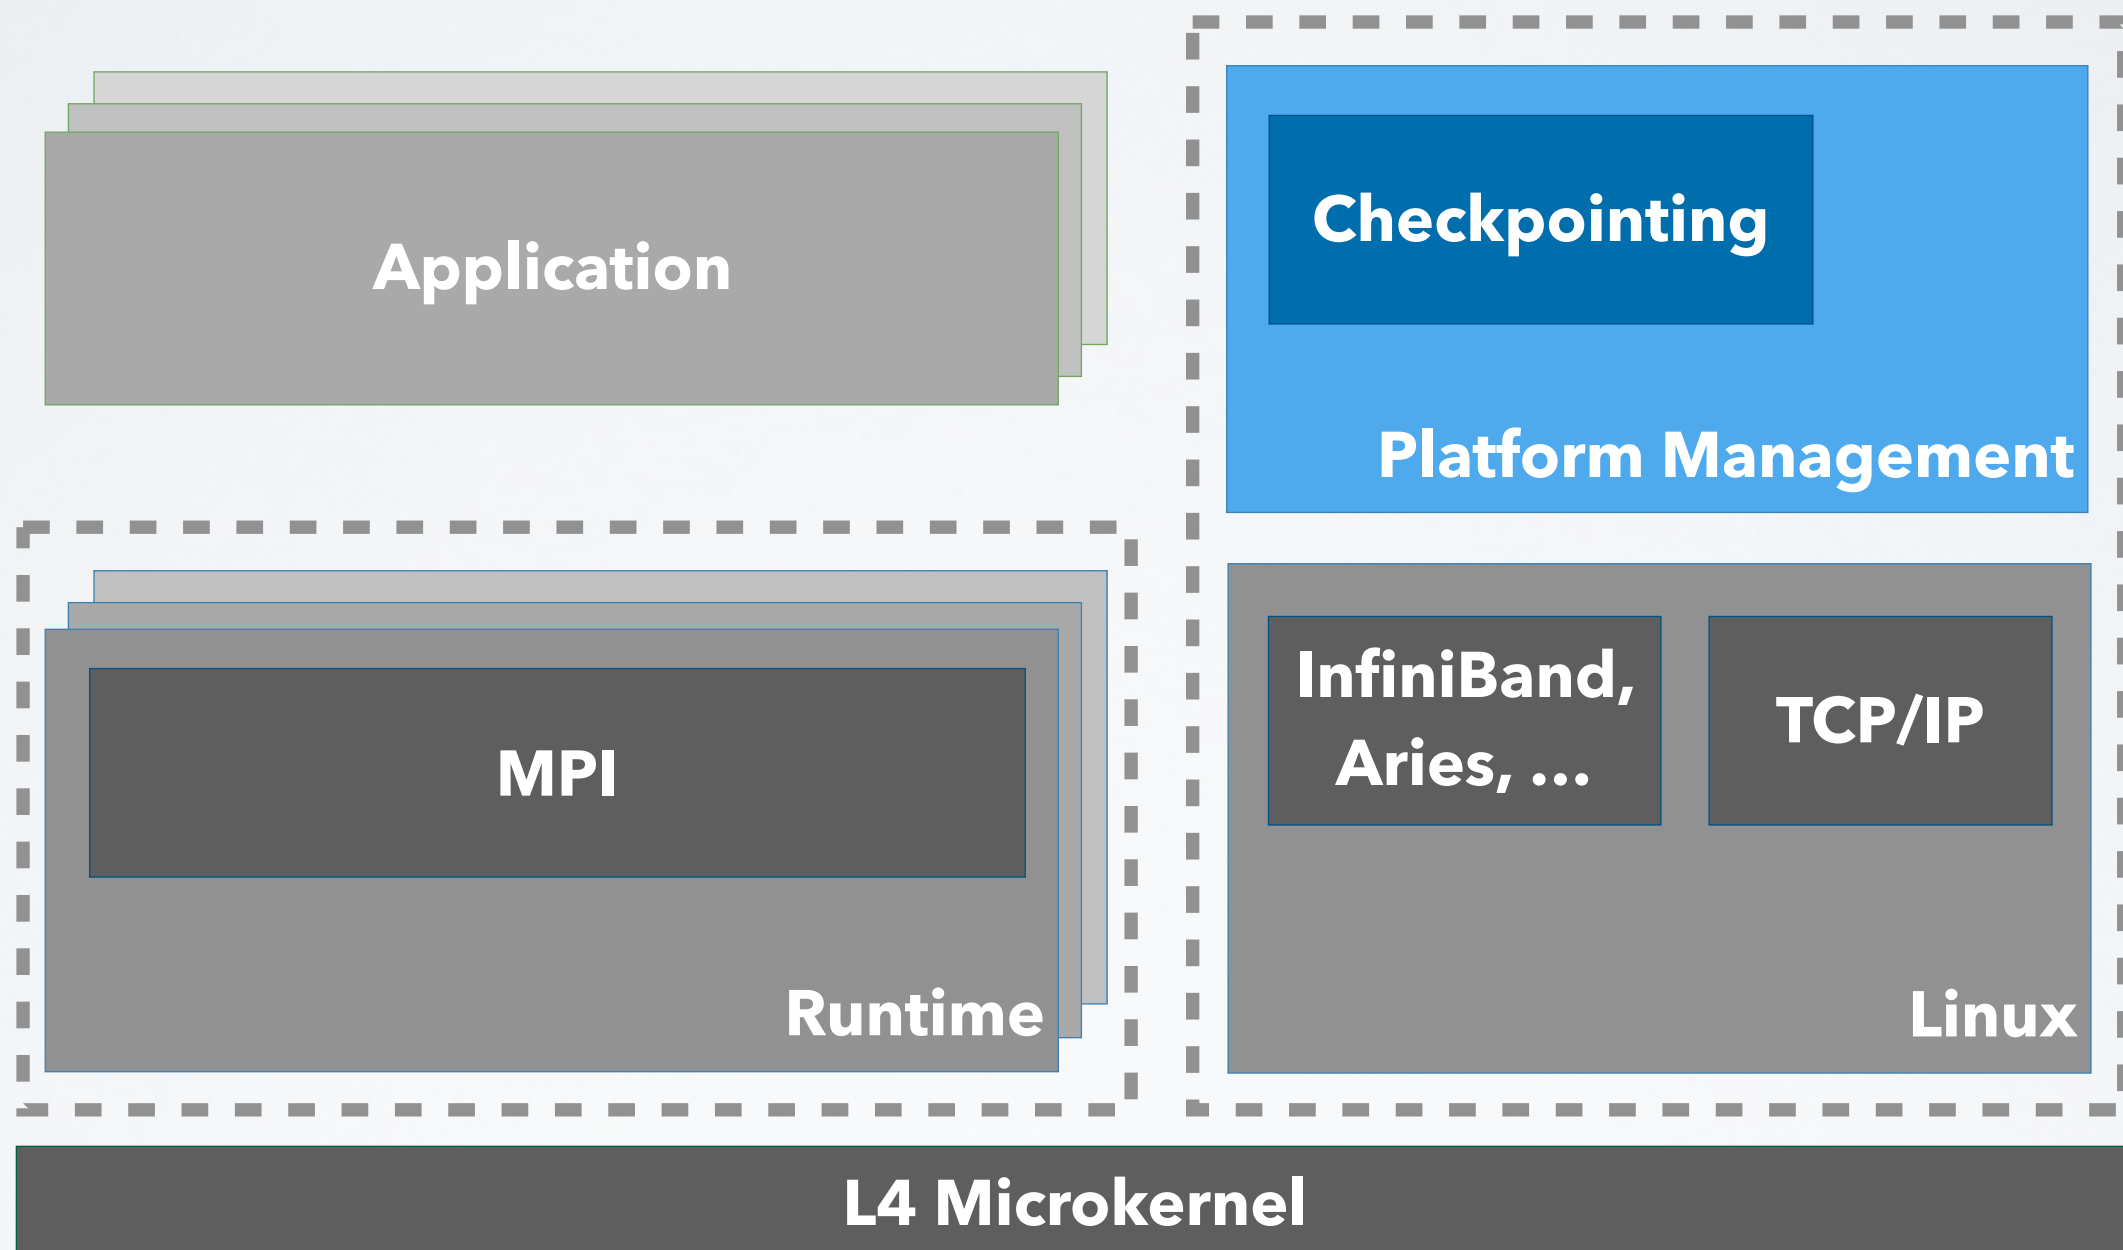 Application
Checkpointing
Platform Management
MPI
Runtime
InfiniBand,
Aries, ...
TCP/IP
Linux
L4 Microkernel